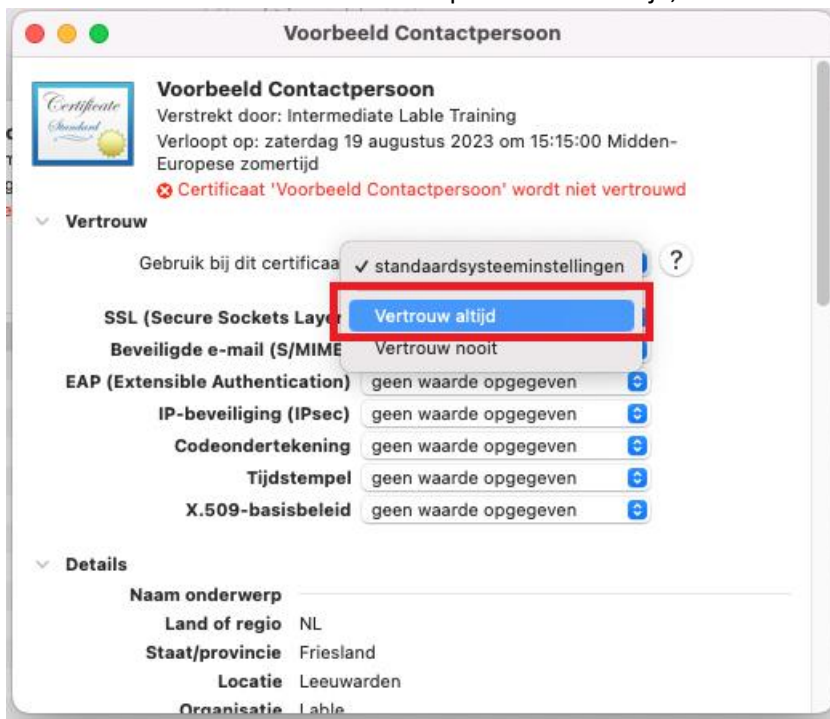 Voorbeeld Contactpersoon
Certificate
Standard
Voorbeeld Contactpersoon
Verstrekt door: Intermediate Lable Training
Verloopt op: zaterdag 19 augustus 2023 om 15:15:00 Midden-
Europese zomertijd
Certificaat 'Voorbeeld Contactpersoon' wordt niet vertrouwd
Vertrouw
Gebruik bij dit certificaa ✓ standaardsysteeminstellingen ?
SSL (Secure Sockets Layer Vertrouw altijd
Beveiligde e-mail (S/MIME Vertrouw nooit
EAP (Extensible Authentication) geen waarde opgegeven
IP-beveiliging (IPsec) geen waarde opgegeven
Codeondertekening geen waarde opgegeven
Tijdstempel geen waarde opgegeven
X.509-basisbeleid geen waarde opgegeven
Details
Naam onderwerp
Land of regio NL
Staat/provincie Friesland
Locatie Leeuwarden
Organisatie Lable